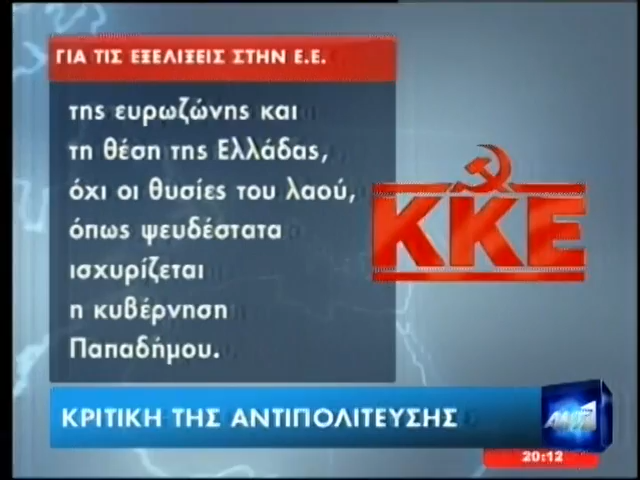 ΓΙΑ ΤΙΣ ΕΞΕΛΙΞΕΙΣ ΣΤΗΝ Ε.Ε.
της ευρωζώνης και
τη θέση της Ελλάδας,
όχι οι θυσίες του λαού,
όπως ψευδέστατα
ισχυρίζεται
η κυβέρνηση
Παπαδήμου.
ΚΚΕ
ΚΡΙΤΙΚΗ ΤΗΣ ΑΝΤΙΠΟΛΙΤΕΥΣΗΣ
ΑΝΤ1
20:12